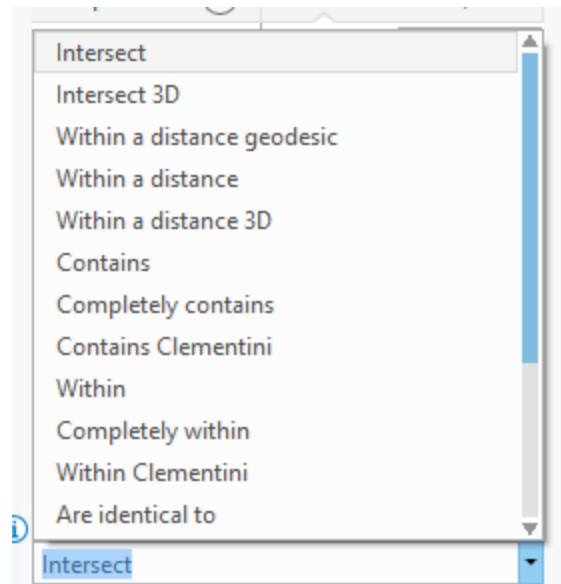 Intersect
Intersect 3D
Within a distance geodesic
Within a distance
Within a distance 3D
Contains
Completely contains
Contains Clementini
Within
Completely within
Within Clementini
Are identical to
Intersect